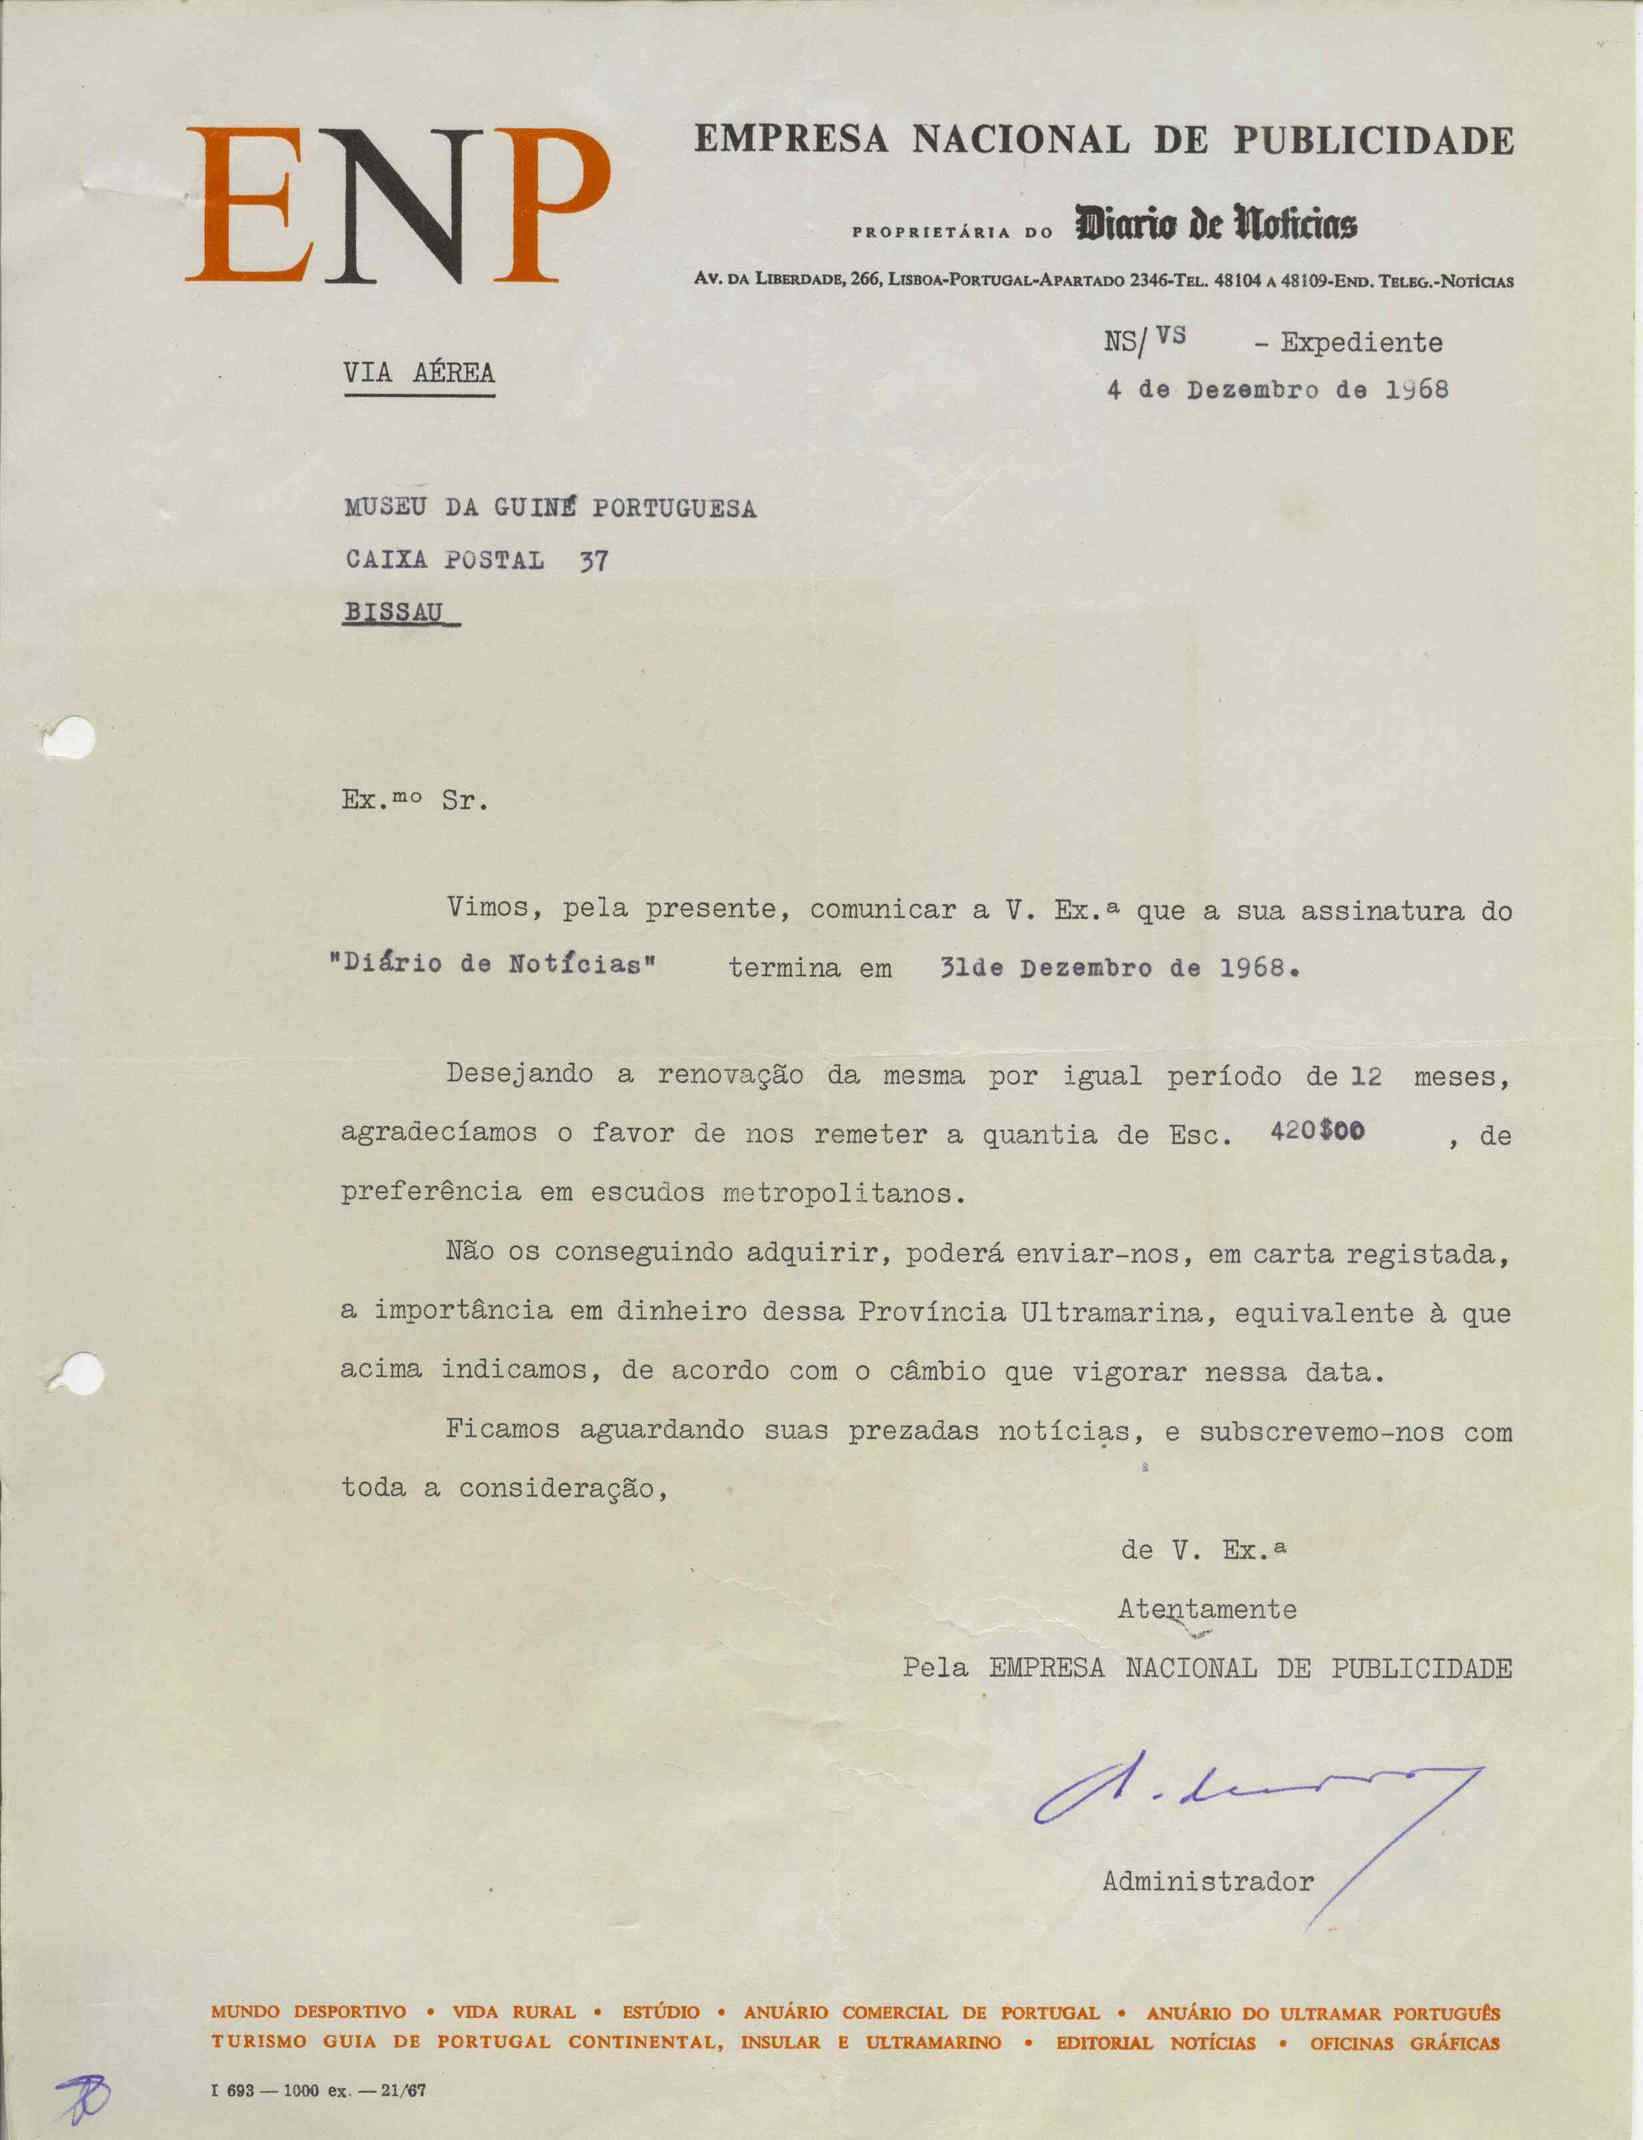 ENP
EMPRESA NACIONAL DE PUBLICIDADE
PROPRIETÁRIA DO Diario de Noticias
AV. DA LIBERDADE, 266, LISBOA-PORTUGAL-APARTADO 2346-TEL. 48104 A 48109-END. TELEG.-NOTÍCIAS
NS/VS - Expediente
VIA AÉREA
4 de Dezembro de 1968
MUSEU DA GUINÉ PORTUGUESA
CAIXA POSTAL 37
BISSAU
Ex.mo Sr.
Vimos, pela presente, comunicar a V. Ex.ª que a sua assinatura do
"Diário de Notícias" termina em 31de Dezembro de 1968.
Desejando a renovação da mesma por igual período de 12 meses,
agradecíamos o favor de nos remeter a quantia de Esc. 420$00 , de
preferência em escudos metropolitanos.
Não os conseguindo adquirir, poderá enviar-nos, em carta registada,
a importância em dinheiro dessa Província Ultramarina, equivalente à que
acima indicamos, de acordo com o câmbio que vigorar nessa data.
Ficamos aguardando suas prezadas notícias, e subscrevemo-nos com
toda a consideração,
de V. Ex.ª
Atentamente
Pela EMPRESA NACIONAL DE PUBLICIDADE
Administrador
MUNDO DESPORTIVO • VIDA RURAL • ESTÚDIO • ANUÁRIO COMERCIAL DE PORTUGAL • ANUÁRIO DO ULTRAMAR PORTUGUÊS
TURISMO GUIA DE PORTUGAL CONTINENTAL, INSULAR E ULTRAMARINO • EDITORIAL NOTÍCIAS • OFICINAS GRÁFICAS
I 693 — 1000 ex. — 21/67